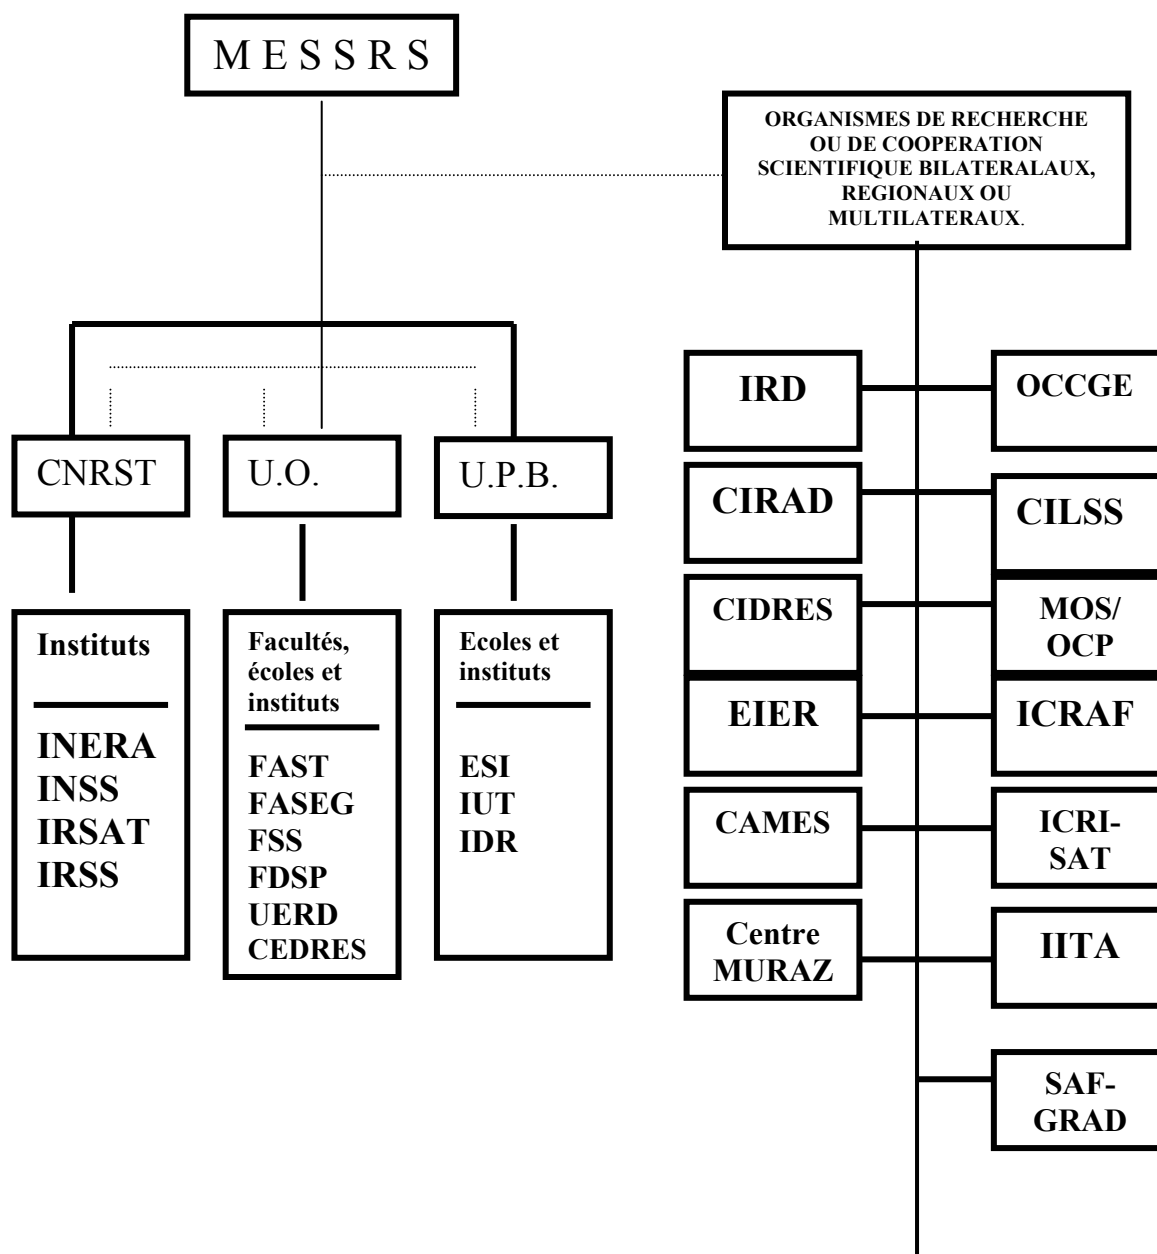 M E S S R S
ORGANISMES DE RECHERCHE
OU DE COOPERATION
SCIENTIFIQUE BILATERALAUX,
REGIONAUX OU
MULTILATERAUX.
CNRST
U.O.
U.P.B.
Instituts
INERA
INSS
IRSAT
IRSS
Facultés,
écoles et
instituts
FAST
FASEG
FSS
FDSP
UERD
CEDRES
Ecoles et
instituts
ESI
IUT
IDR
IRD
OCCGE
CIRAD
CILSS
CIDRES
MOS/
OCP
EIER
ICRAF
CAMES
ICRI-
SAT
Centre
MURAZ
IITA
SAF-
GRAD